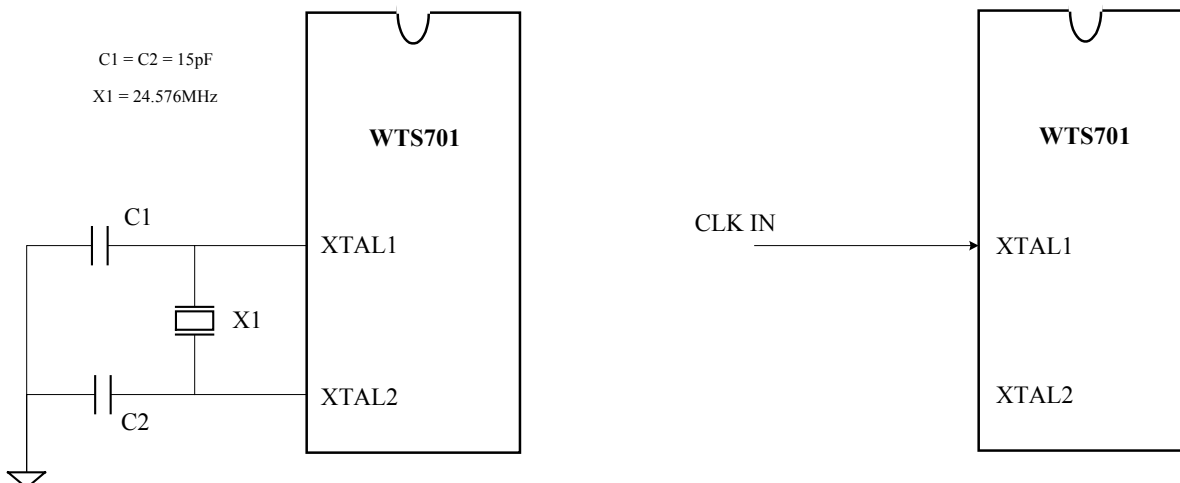 C1 = C2 = 15pF
X1 = 24.576MHz
WTS701
C1
XTAL1
X1
XTAL2
C2
WTS701
CLK IN
XTAL1
XTAL2